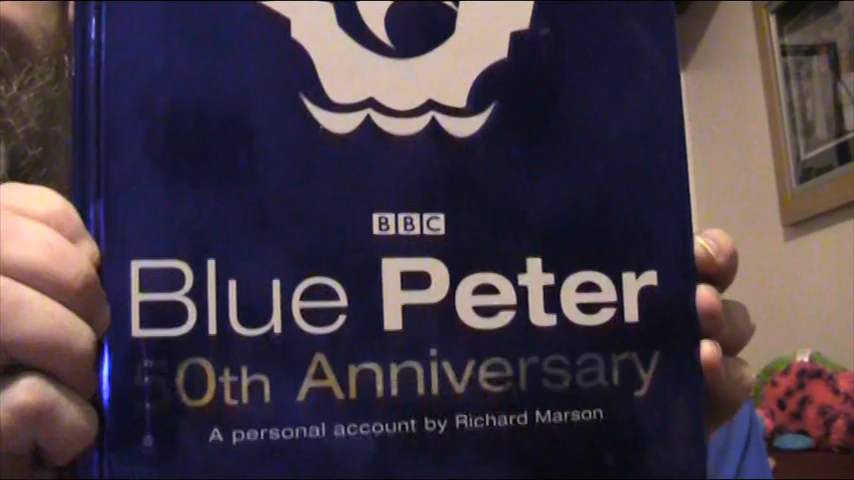 BBC
Blue Peter
50th Anniversary
A personal account by Richard Marson